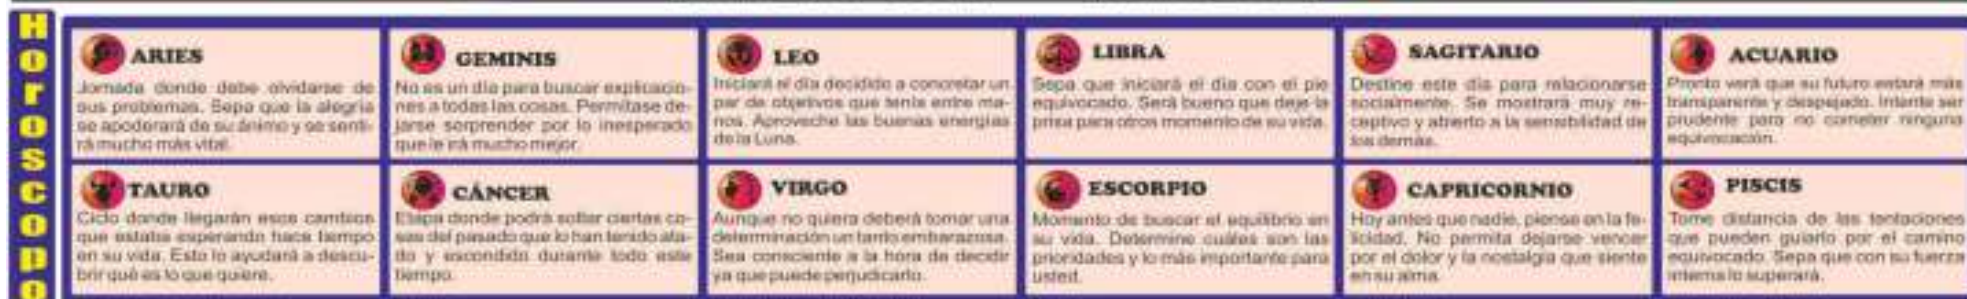 Horoscopo
ARIES
Jornada donde debe olvidarse de
sus problemas. Sepa que la alegría
se apoderará de su ánimo y se senti-
rá mucho más vital.
GEMINIS
No es un día para buscar explicacio-
nes a todas las cosas. Permítase de-
jarse sorprender por lo inesperado
que le irá mucho mejor.
LEO
Iniciará el día decidido a concretar un
par de objetivos que tenía entre ma-
nos. Aproveche las buenas energías
de la Luna.
LIBRA
Sepa que iniciará el día con el pie
equivocado. Será bueno que deje la
prisa para otros momento de su vida.
SAGITARIO
Destine este día para relacionarse
socialmente. Se mostrará muy re-
ceptivo y abierto a la sensibilidad de
los demás.
ACUARIO
Pronto verá que su futuro estará más
transparente y despejado. Intente ser
prudente para no cometer ninguna
equivocación.
TAURO
Ciclo donde llegarán esos cambios
que estaba esperando hace tiempo
en su vida. Esto lo ayudará a descu-
brir qué es lo que quiere.
CÁNCER
Etapa donde podrá soltar ciertas co-
sas del pasado que lo han tenido ata-
do y escondido durante todo este
tiempo.
VIRGO
Aunque no quiera deberá tomar una
determinación un tanto embarazosa.
Sea consciente a la hora de decidir
ya que puede perjudicarlo.
ESCORPIO
Momento de buscar el equilibrio en
su vida. Determine cuáles son las
prioridades y lo más importante para
usted.
CAPRICORNIO
Hoy antes que nadie, piense en la fe-
licidad. No permita dejarse vencer
por el dolor y la nostalgia que siente
en su alma.
PISCIS
Tome distancia de las tentaciones
que pueden guiarlo por el camino
equivocado. Sepa que con su fuerza
interna lo superará.